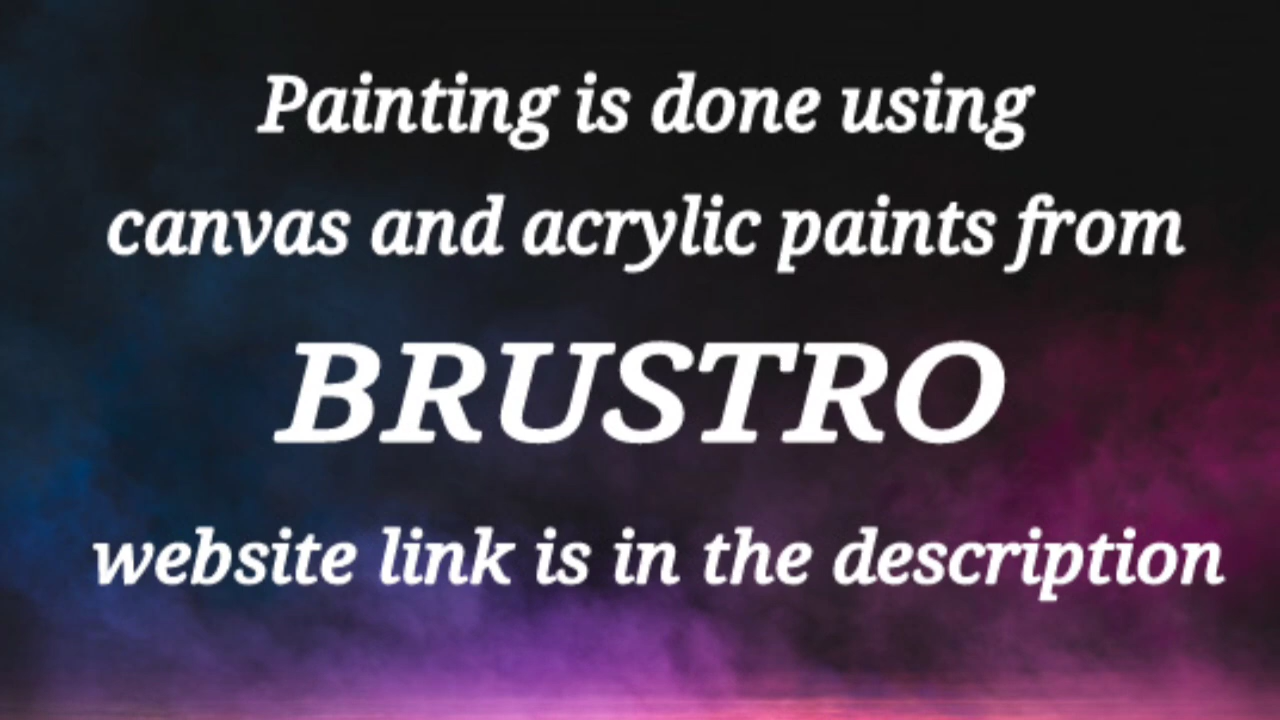 Painting is done using
canvas and acrylic paints from
BRUSTRO
website link is in the description